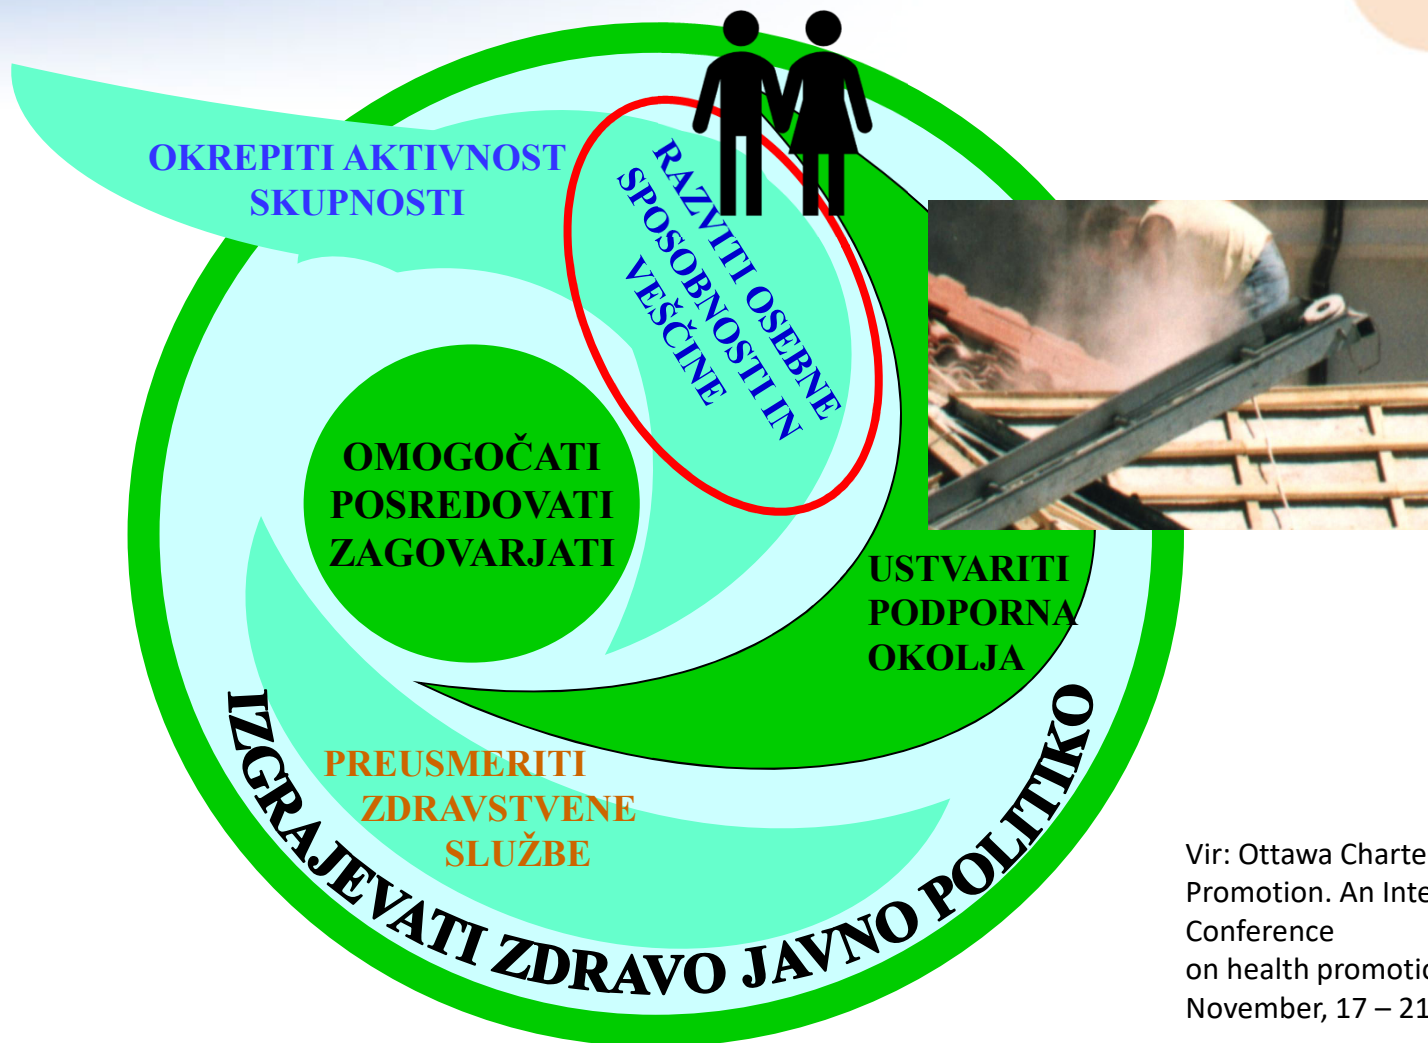 OKREPITI AKTIVNOST
SKUPNOSTI
RAZVITI OSEBNE
SPOSOBNOSTI IN
VEŠČINE
OMOGOČATI
POSREDOVATI
ZAGOVARJATI
USTVARITI
PODPORNA
OKOLJA
PREUSMERITI
ZDRAVSTVENE
SLUŽBE
IZGRAJEVATI ZDRAVO JAVNO POLITIKO
Vir: Ottawa Charte
Promotion. An Inte
Conference
on health promotio
November, 17 – 21